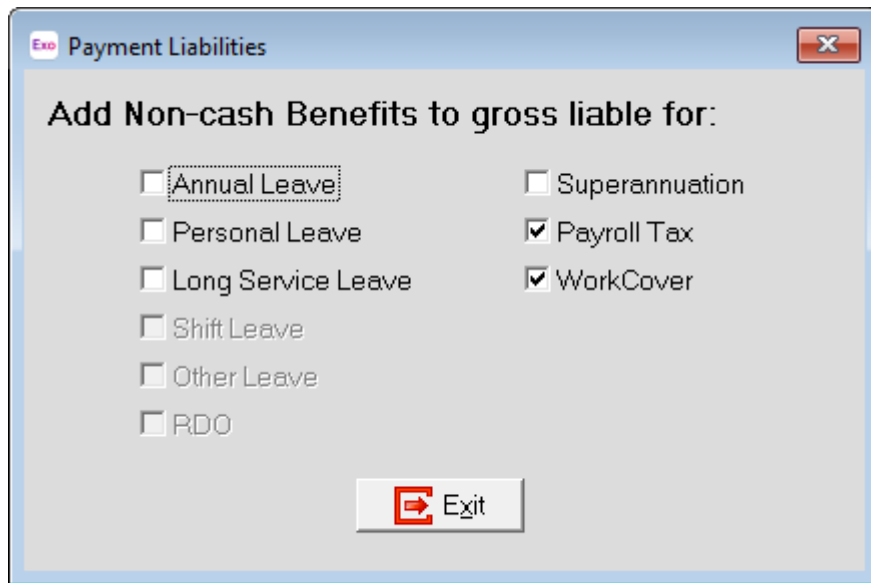 Exo Payment Liabilities
Add Non-cash Benefits to gross liable for:
Annual Leave
Personal Leave
Long Service Leave
Shift Leave
Other Leave
RDO
Superannuation
Payroll Tax
WorkCover
Exit